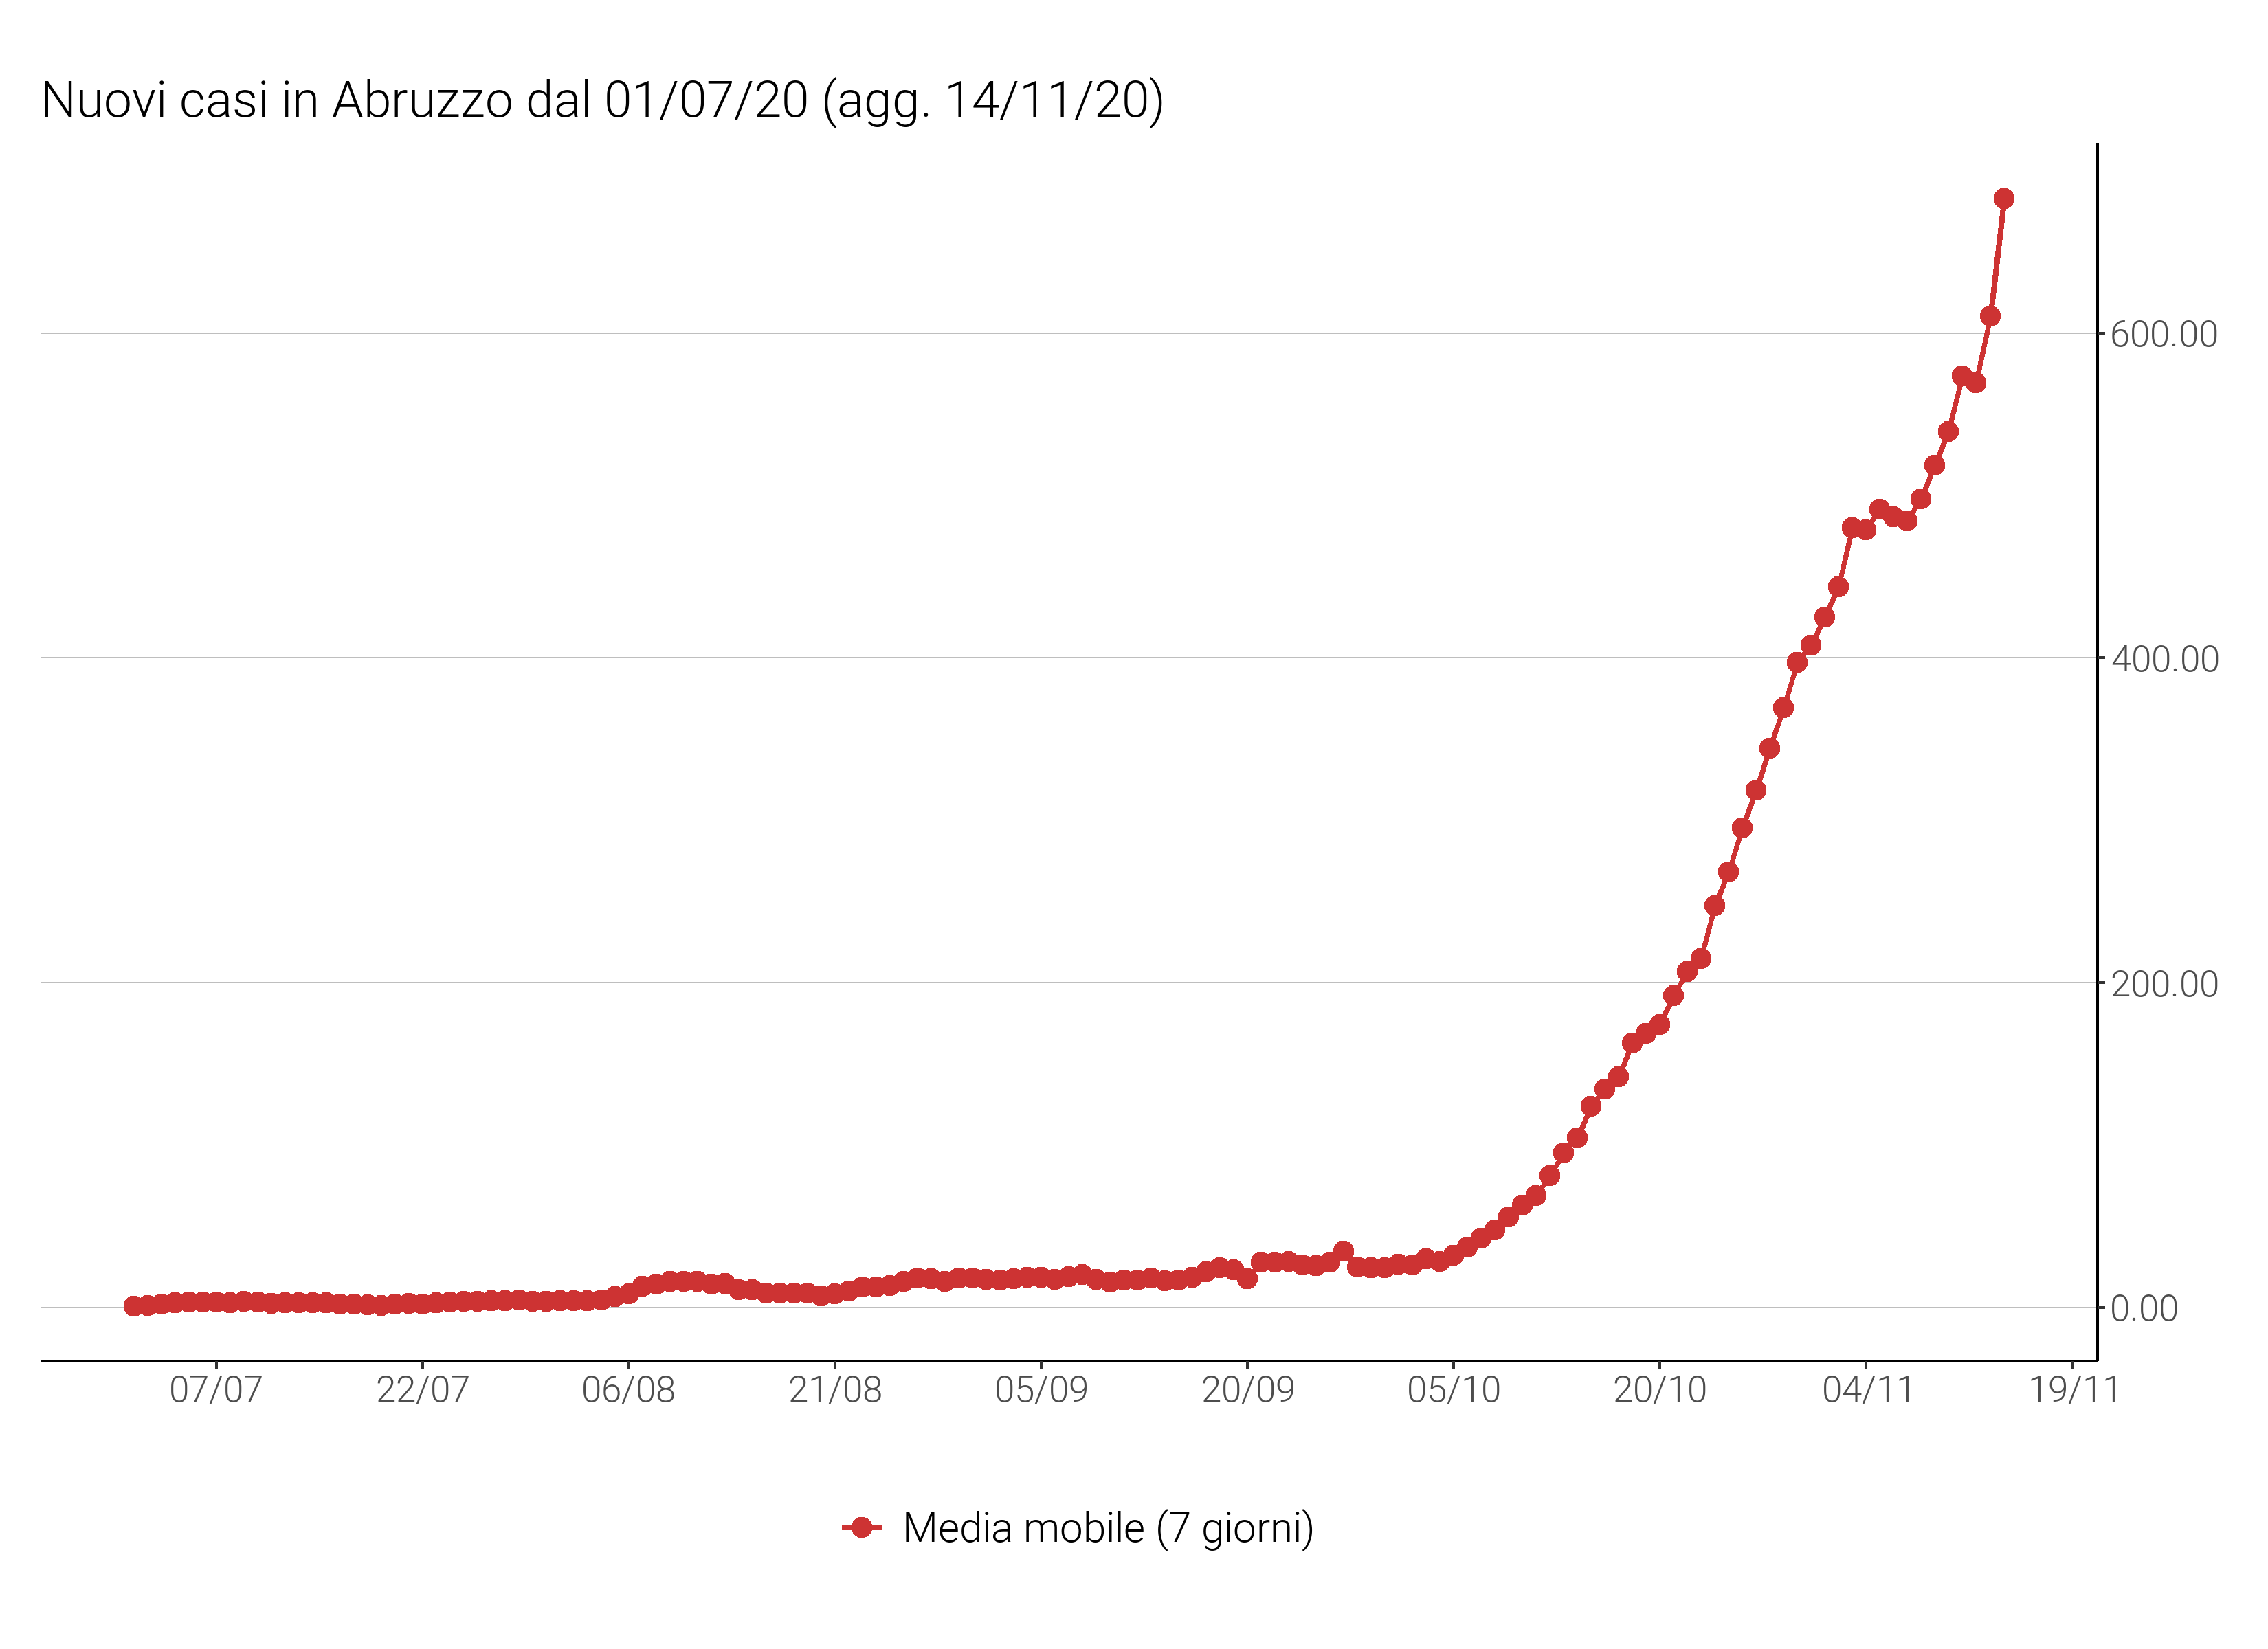 Nuovi casi in Abruzzo dal 01/07/20 (agg. 14/11/20)
600.00
400.00
200.00
0.00
07/07 22/07 06/08 21/08 05/09 20/09 05/10 20/10 04/11 19/11
Media mobile (7 giorni)